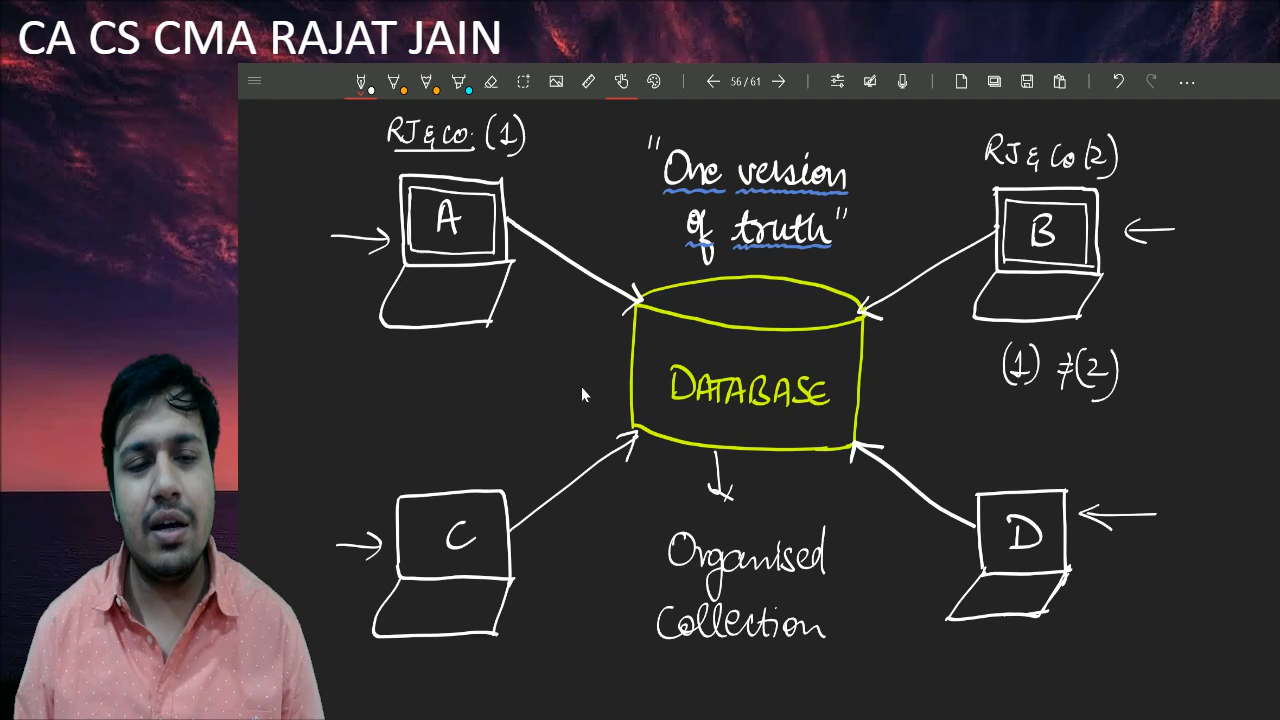 CA CS CMA RAJAT JAIN
56/61
RJ & Co. (1)
"One version
of truth"
RJ & Co (2)
A
B
(1) ≠ (2)
DATABASE
C
D
Organised
Collection